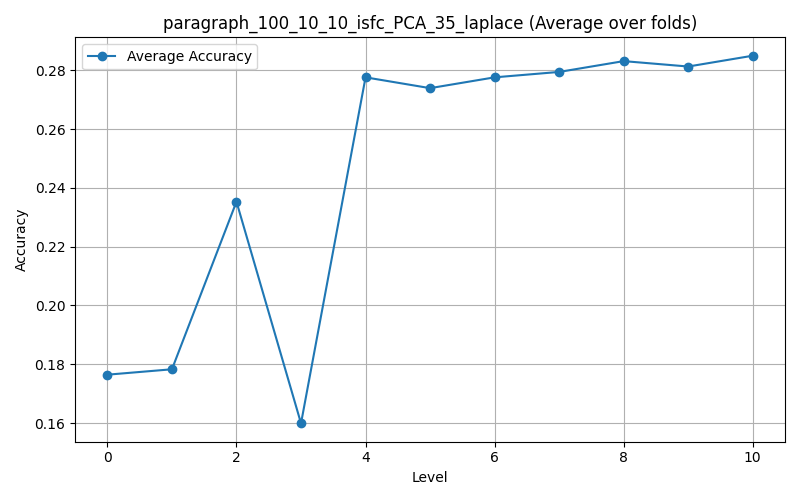 paragraph_100_10_10_isfc_PCA_35_laplace (Average over folds)
Average Accuracy
0.28
0.26
0.24
0.22
0.20
0.18
0.16
Accuracy
0 2 4 6 8 10
Level